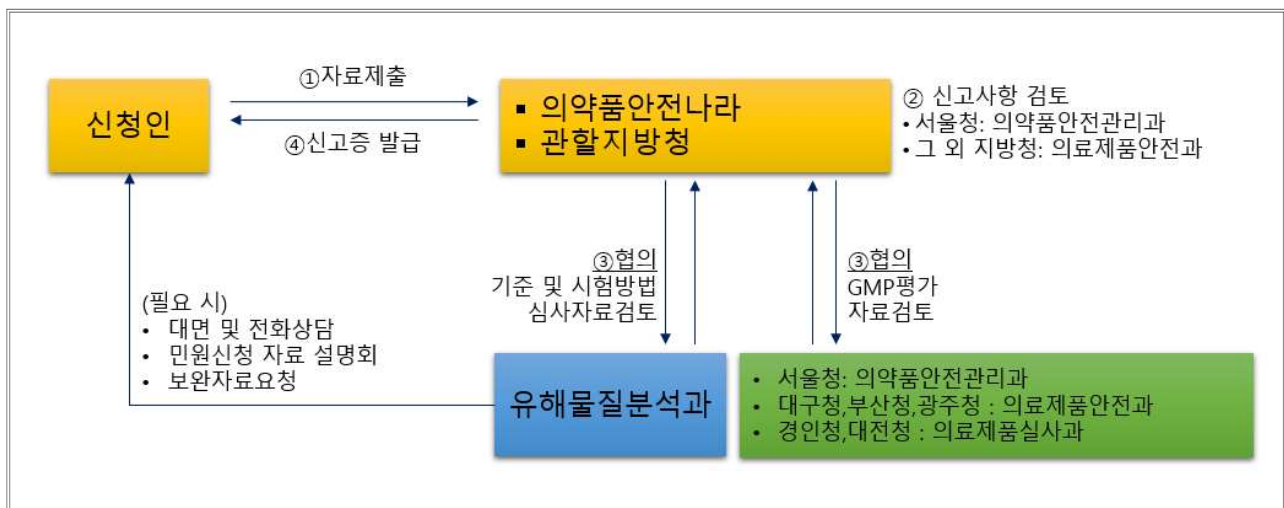 신청인
①자료제출
④신고증 발급
▪ 의약품안전나라
▪ 관할지방청
② 신고사항 검토
• 서울청: 의약품안전관리과
• 그 외 지방청: 의료제품안전과
③협의
기준 및 시험방법
심사자료검토
③협의
GMP평가
자료검토
(필요 시)
• 대면 및 전화상담
• 민원신청 자료 설명회
• 보완자료요청
유해물질분석과
• 서울청: 의약품안전관리과
• 대구청,부산청,광주청 : 의료제품안전과
• 경인청,대전청 : 의료제품실사과